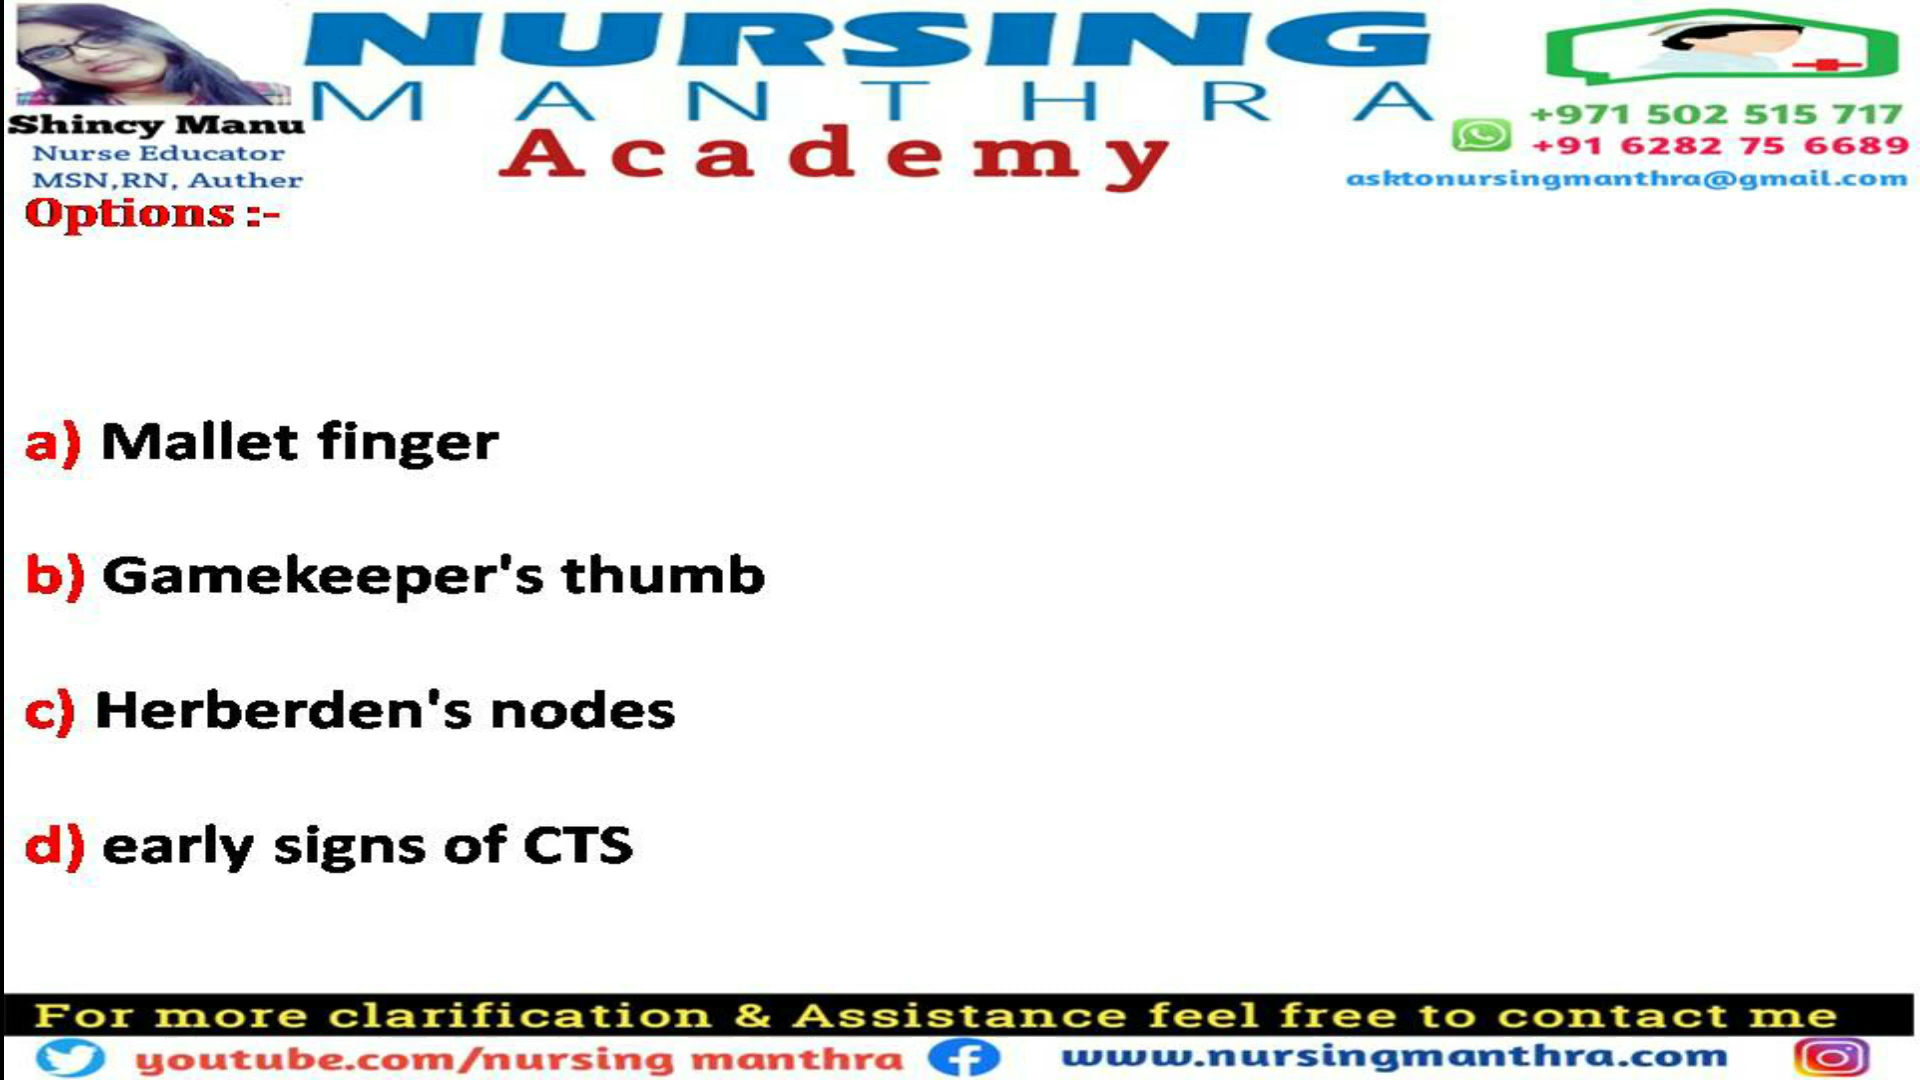 NURSING
MANTHRA
Academy
Shincy Manu
Nurse Educator
MSN,RN, Auther
+971 502 515 717
+91 6282 75 6689
asktonursingmanthra@gmail.com
Options :-
a) Mallet finger
b) Gamekeeper's thumb
c) Herberden's nodes
d) early signs of CTS
For more clarification & Assistance feel free to contact me
youtube.com/nursing manthra
www.nursingmanthra.com